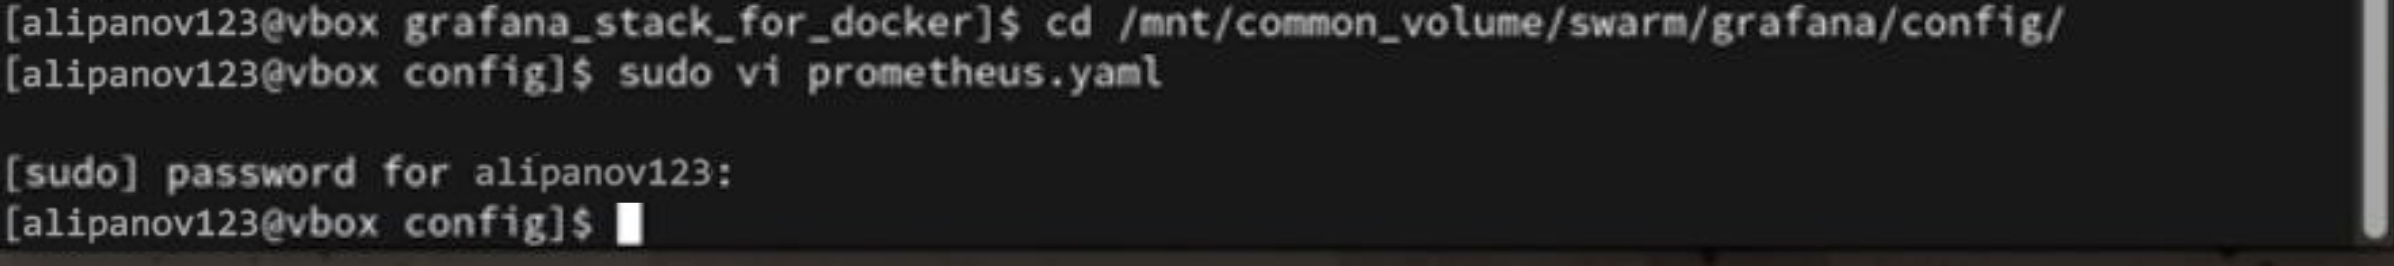 [alipanov123@vbox grafana_stack_for_docker]$ cd /mnt/common_volume/swarm/grafana/config/
[alipanov123@vbox config]$ sudo vi prometheus.yaml
[sudo] password for alipanov123:
[alipanov123@vbox config]$